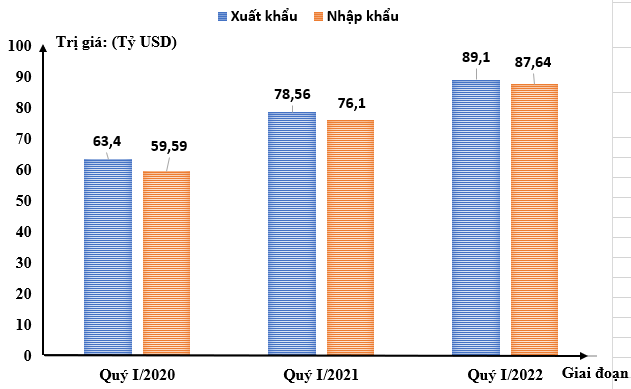 Xuất khẩu Nhập khẩu
Trị giá: (Tỷ USD)
100
90
80
70
60
50
40
30
20
10
0
63,4 59,59 78,56 76,1 89,1 87,64
Quý I/2020 Quý I/2021 Quý I/2022 Giai đoạn